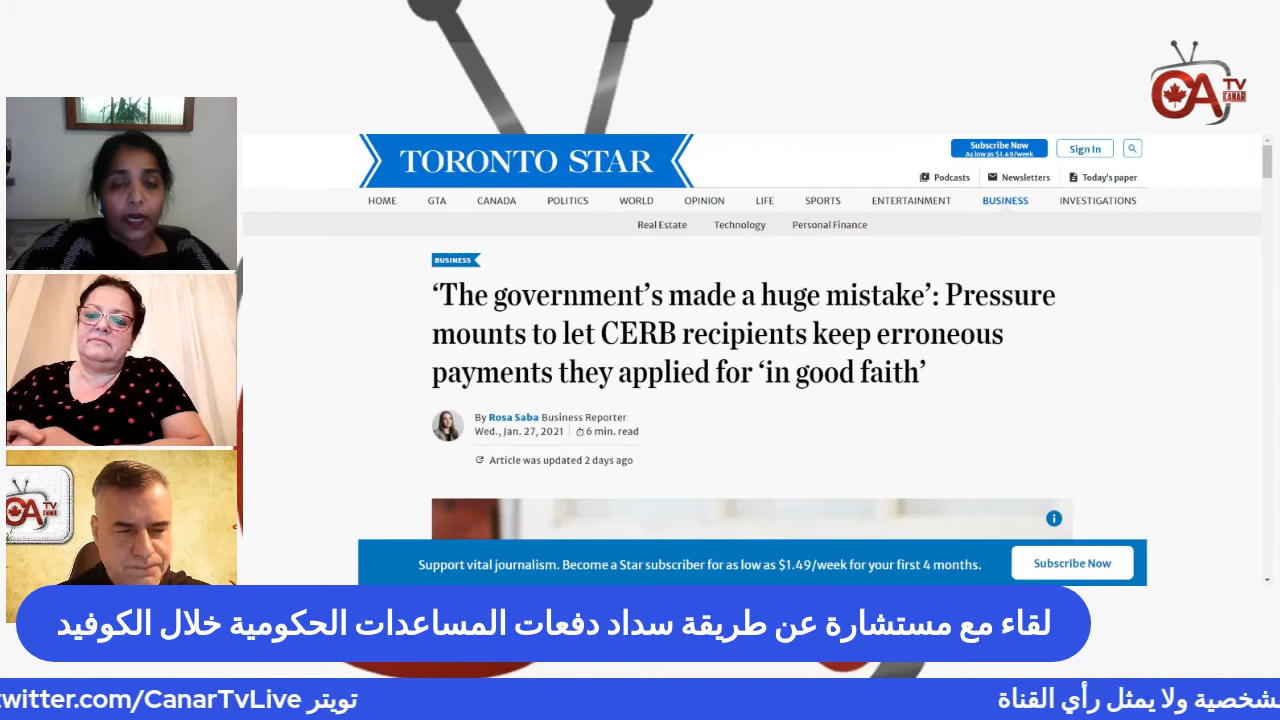 CA TV
CANAR
TORONTO STAR
Subscribe Now
As low as $1.49/week
Sign In
Podcasts
Newsletters
Today's paper
HOME GTA CANADA POLITICS WORLD OPINION LIFE SPORTS ENTERTAINMENT BUSINESS INVESTIGATIONS
Real Estate Technology Personal Finance
BUSINESS
‘The government’s made a huge mistake’: Pressure
mounts to let CERB recipients keep erroneous
payments they applied for ‘in good faith’
By Rosa Saba Business Reporter
Wed., Jan. 27, 2021 6 min. read
Article was updated 2 days ago
Support vital journalism. Become a Star subscriber for as low as $1.49/week for your first 4 months.
Subscribe Now
CA TV
لقاء مع مستشارة عن طريقة سداد دفعات المساعدات الحكومية خلال الكوفيد
شخصية ولا يمثل رأي القناة
تويتر twitter.com/CanarTvLive